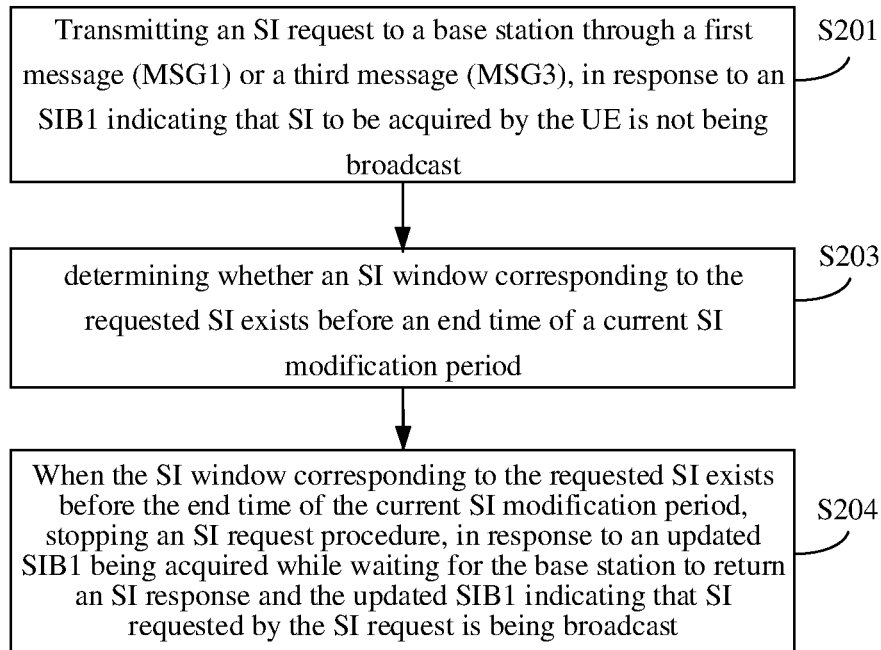 Transmitting an SI request to a base station through a first
message (MSG1) or a third message (MSG3), in response to an
SIB1 indicating that SI to be acquired by the UE is not being
broadcast
S201
determining whether an SI window corresponding to the
requested SI exists before an end time of a current SI
modification period
S203
When the SI window corresponding to the requested SI exists
before the end time of the current SI modification period,
stopping an SI request procedure, in response to an updated
SIB1 being acquired while waiting for the base station to return
an SI response and the updated SIB1 indicating that SI
requested by the SI request is being broadcast
S204